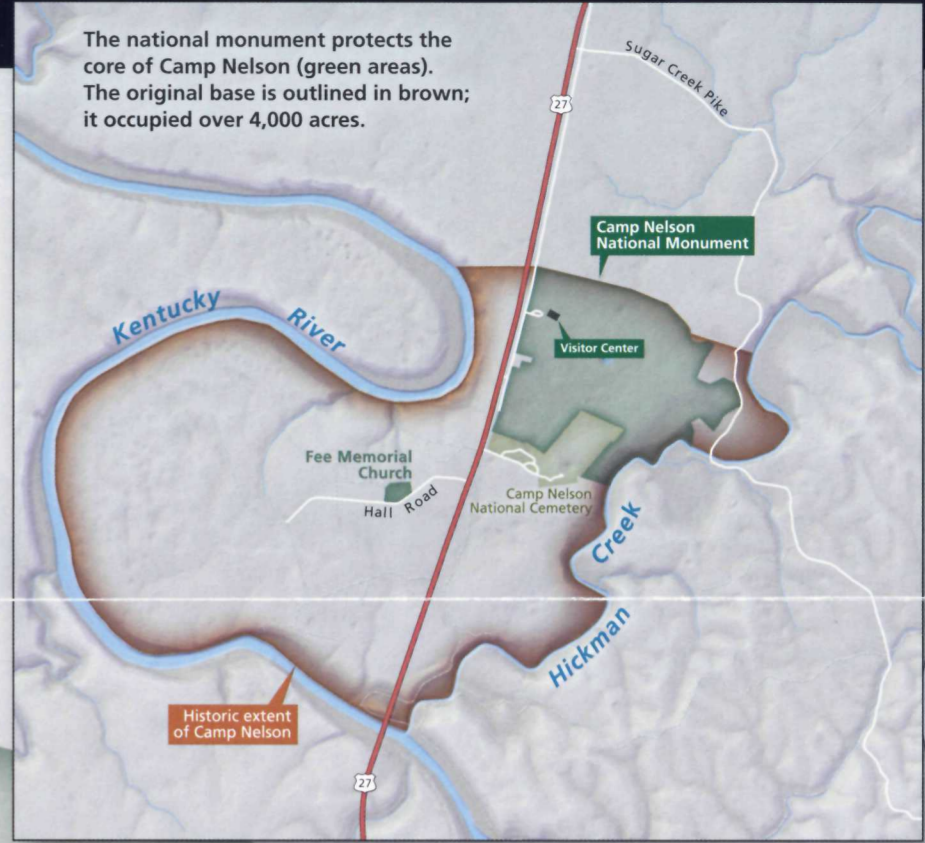 The national monument protects the
core of Camp Nelson (green areas).
The original base is outlined in brown;
it occupied over 4,000 acres.
Sugar Creek Pike
27
Camp Nelson
National Monument
Kentucky River
Visitor Center
Fee Memorial
Church
Hall Road
Camp Nelson
National Cemetery
Hickman Creek
Historic extent
of Camp Nelson
27